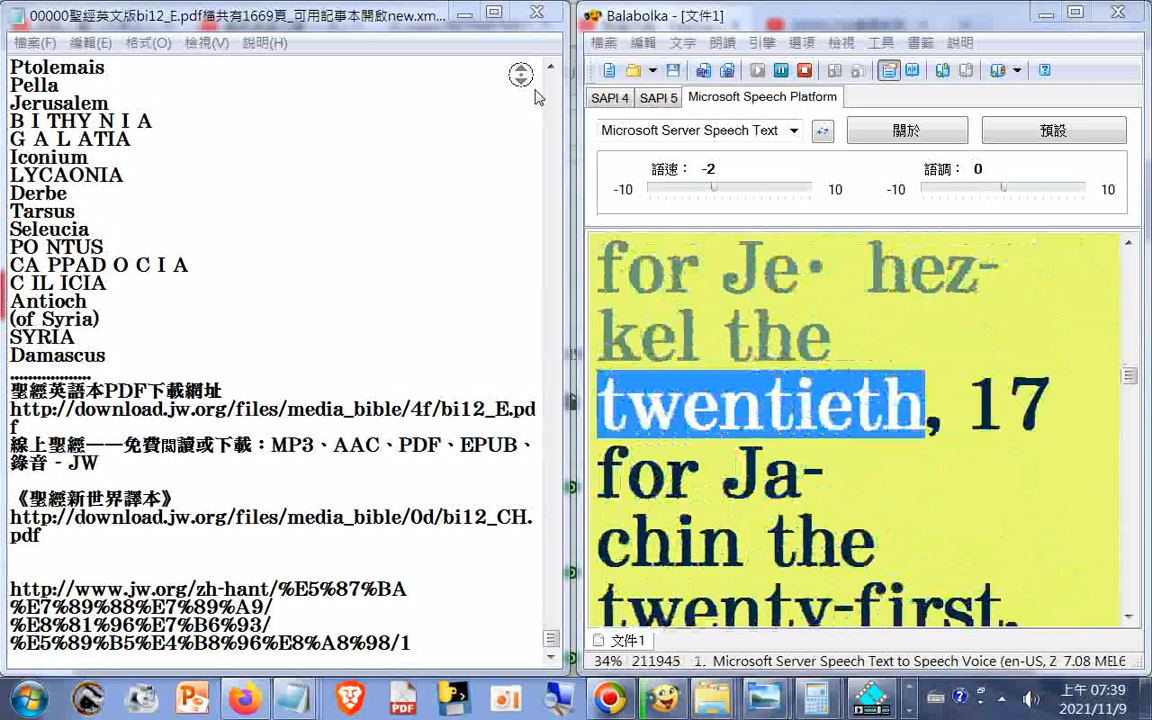 00000聖經英文版bi12_E.pdf檔共有1669頁_可用記事本開啟new.xm...
檔案(F) 編輯(E) 格式(O) 檢視(V) 說明(H)
Ptolemais
Pella
Jerusalem
B I THY N I A
G A L ATIA
Iconium
LYCAONIA
Derbe
Tarsus
Seleucia
PO NTUS
CA PPAD O C I A
C IL ICIA
Antioch
(of Syria)
SYRIA
Damascus
..................
聖經英語本PDF下載網址
http://download.jw.org/files/media_bible/4f/bi12_E.pd
f
線上聖經——免費閱讀或下載：MP3、AAC、PDF、EPUB、
錄音 - JW
《聖經新世界譯本》
http://download.jw.org/files/media_bible/0d/bi12_CH.
pdf
http://www.jw.org/zh-hant/%E5%87%BA
%E7%89%88%E7%89%A9/
%E8%81%96%E7%B6%93/
%E5%89%B5%E4%B8%96%E8%A8%98/1
Balabolka - [文件1]
檔案 編輯 文字 朗讀 引擎 選項 檢視 工具 書籤 說明
SAPI 4 SAPI 5 Microsoft Speech Platform
Microsoft Server Speech Text 關於 預設
語速： -2 語調： 0
-10 10 -10 10
for Je· hez-
kel the
twentieth, 17
for Ja-
chin the
twenty-first,
文件1
34% 211945 1. Microsoft Server Speech Text to Speech Voice (en-US, Z 7.08 МЕ1.6
PDF
上午 07:39
2021/11/9